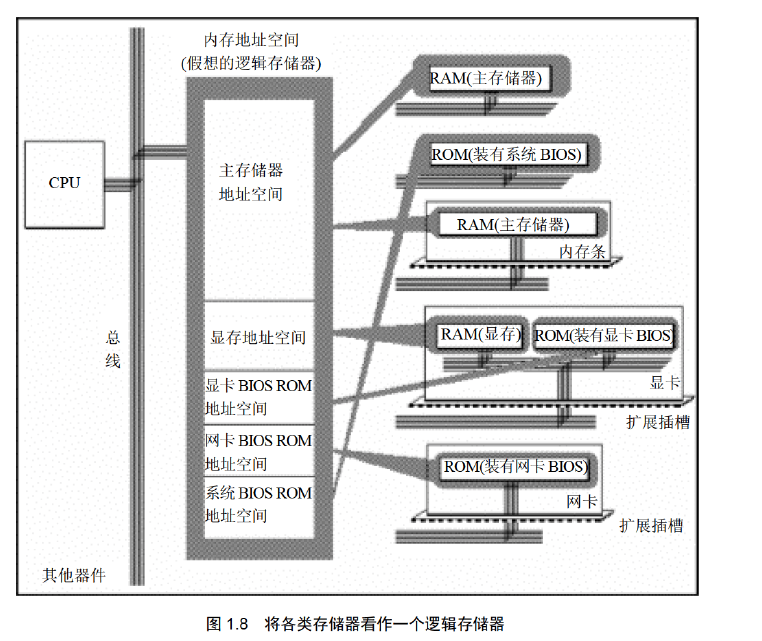 内存地址空间
(假想的逻辑存储器)
CPU
主存储器
地址空间
显存地址空间
显卡 BIOS ROM
地址空间
网卡 BIOS ROM
地址空间
系统 BIOS ROM
地址空间
总
线
其他器件
RAM(主存储器)
ROM(装有系统 BIOS)
RAM(主存储器)
内存条
RAM(显存)
ROM(装有显卡 BIOS)
显卡
扩展插槽
ROM(装有网卡 BIOS)
网卡
扩展插槽
图 1.8 将各类存储器看作一个逻辑存储器